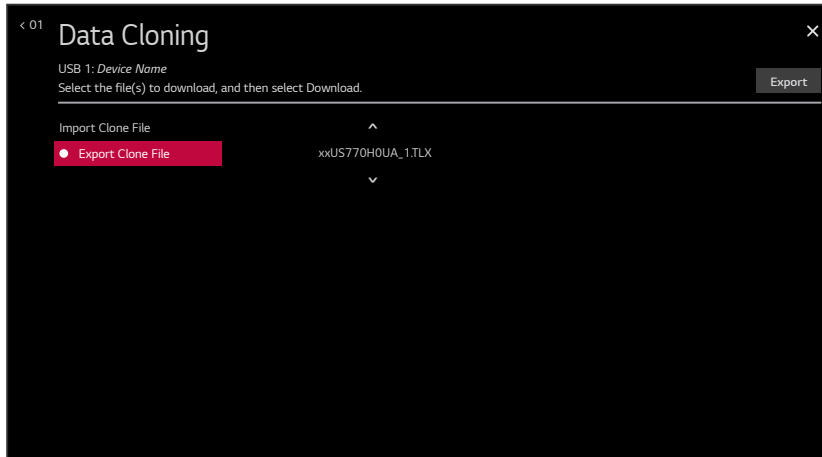 < 01
Data Cloning
USB 1: Device Name
Select the file(s) to download, and then select Download.
Export
Import Clone File
Export Clone File
xxUS770H0UA_1.TLX